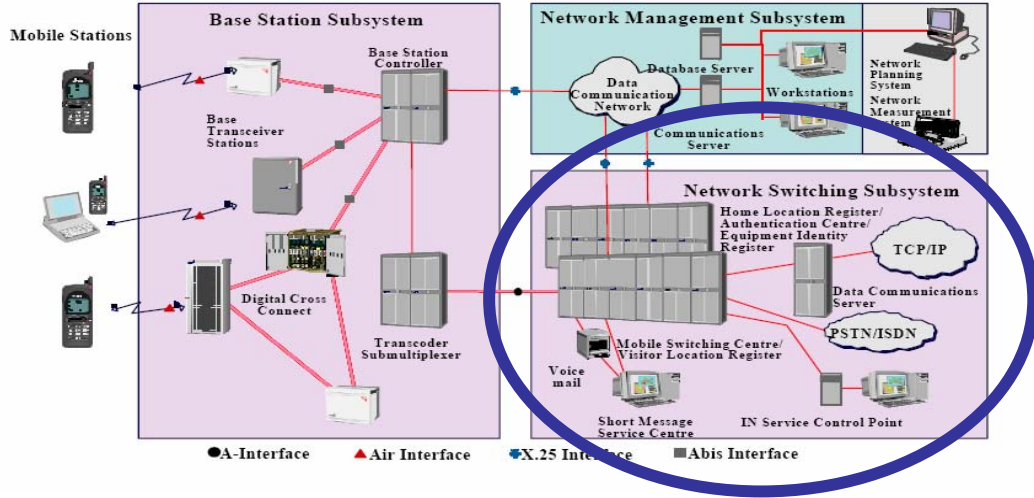 Mobile Stations
Base Station Subsystem
Base Station
Controller
Base
Transceiver
Stations
Digital Cross
Connect
Transcoder
Submultiplexer
Network Management Subsystem
Data
Communication
Network
Database Server
Workstations
Communications
Server
Network
Planning
System
Network
Measurement
System
Network Switching Subsystem
Home Location Register/
Authentication Centre/
Equipment Identity
Register
TCP/IP
Data Communications
Server
PSTN/ISDN
Mobile Switching Centre/
Visitor Location Register
Voice
mail
Short Message
Service Centre
IN Service Control Point
A-Interface
Air Interface
X.25 Interface
Abis Interface